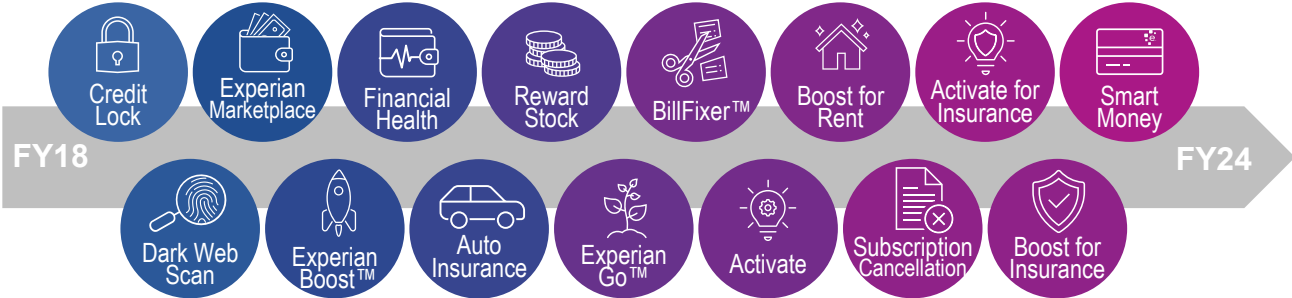 Credit
Lock
Experian
Marketplace
Financial
Health
Reward
Stock
BillFixer™
Boost for
Rent
Activate for
Insurance
e
Smart
Money
FY18
FY24
Dark Web
Scan
Experian
Boost™
Auto
Insurance
Experian
Go™
Activate
Subscription
Cancellation
Boost for
Insurance